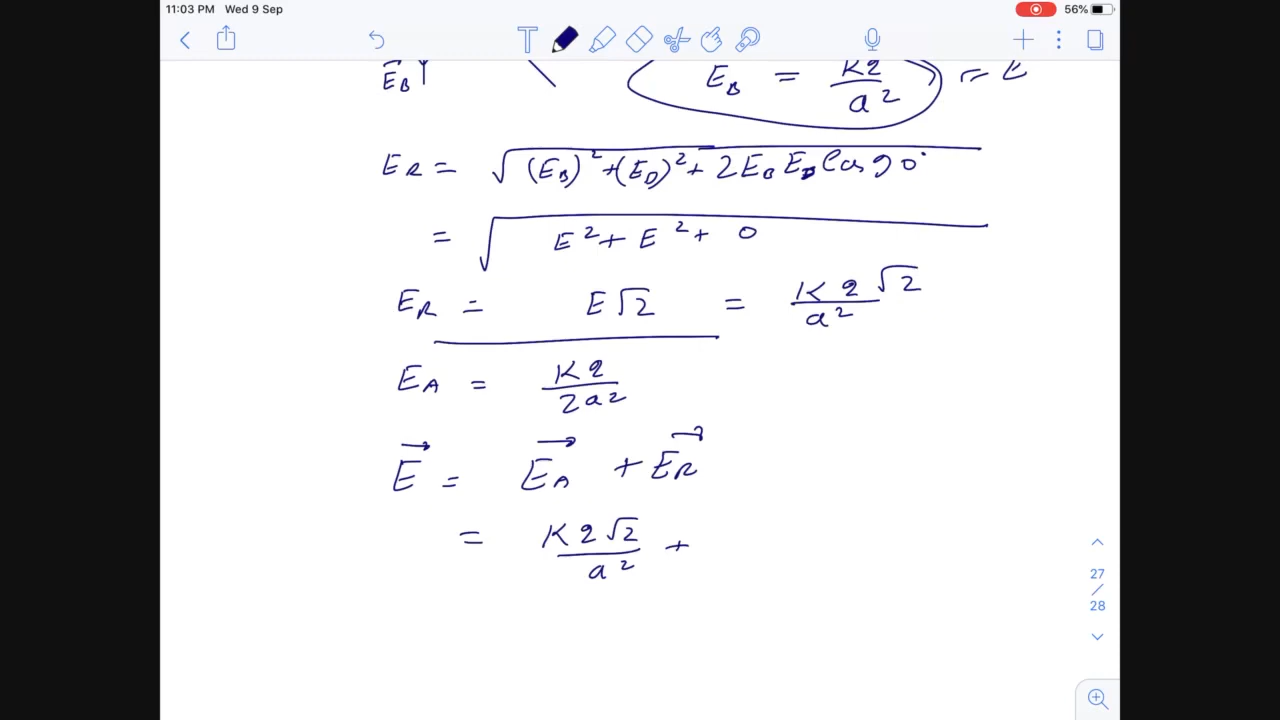 11:03 PM Wed 9 Sep 56%
E⃗_B E_B = Kq/a² = E
E_R = √((E_B)² + (E_D)² + 2E_B E_D Cos 90°)
= √(E² + E² + 0)
E_R = E√2 = Kq/a² √2
E_A = Kq/2a²
E⃗ = E⃗_A + E⃗_R
= Kq√2/a² +
27
/
28